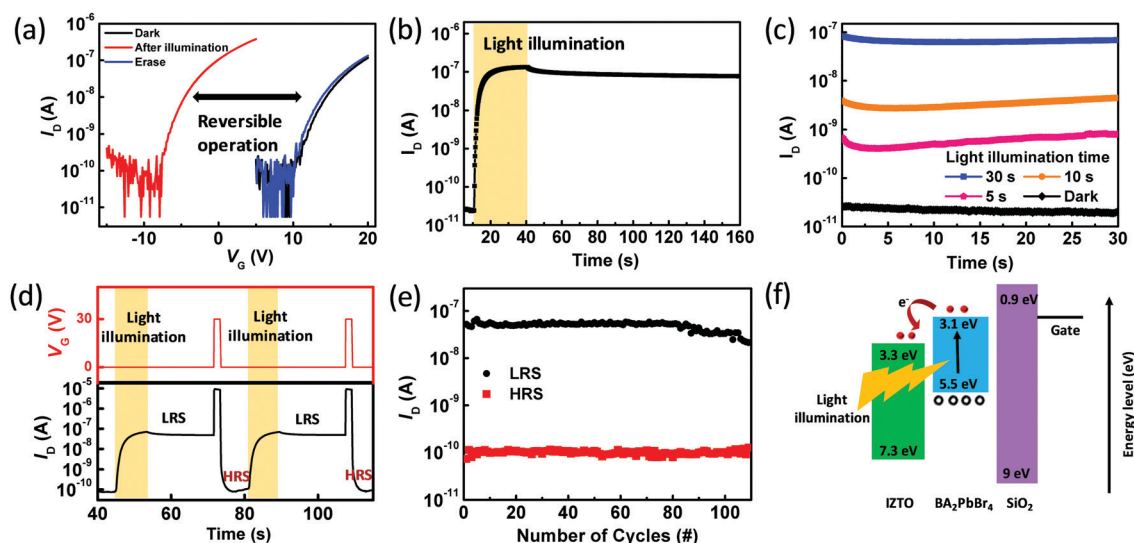 (a)
Dark
After illumination
Erase
Reversible
operation
10⁻⁶
10⁻⁷
10⁻⁸
10⁻⁹
10⁻¹⁰
10⁻¹¹
I_D (A)
-10 0 10 20
V_G (V)
(b)
Light illumination
10⁻⁶
10⁻⁷
10⁻⁸
10⁻⁹
10⁻¹⁰
10⁻¹¹
I_D (A)
20 40 60 80 100 120 140 160
Time (s)
(c)
10⁻⁷
10⁻⁸
10⁻⁹
10⁻¹⁰
10⁻¹¹
I_D (A)
Light illumination time
30 s 10 s
5 s Dark
0 5 10 15 20 25 30
Time (s)
(d)
V_G (V)
30
0
Light
illumination
Light
illumination
10⁻⁵
10⁻⁶
10⁻⁷
10⁻⁸
10⁻⁹
10⁻¹⁰
I_D (A)
LRS LRS
HRS HRS
40 60 80 100
Time (s)
(e)
10⁻⁶
10⁻⁷
10⁻⁸
10⁻⁹
10⁻¹⁰
10⁻¹¹
I_D (A)
LRS
HRS
0 20 40 60 80 100
Number of Cycles (#)
(f)
e⁻
0.9 eV
3.1 eV
Gate
3.3 eV
5.5 eV
Light
illumination
7.3 eV
9 eV
IZTO BA₂PbBr₄ SiO₂
Energy level (eV)